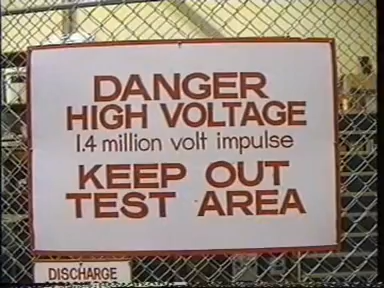 DANGER
HIGH VOLTAGE
1.4 million volt impulse
KEEP OUT
TEST AREA
DISCHARGE